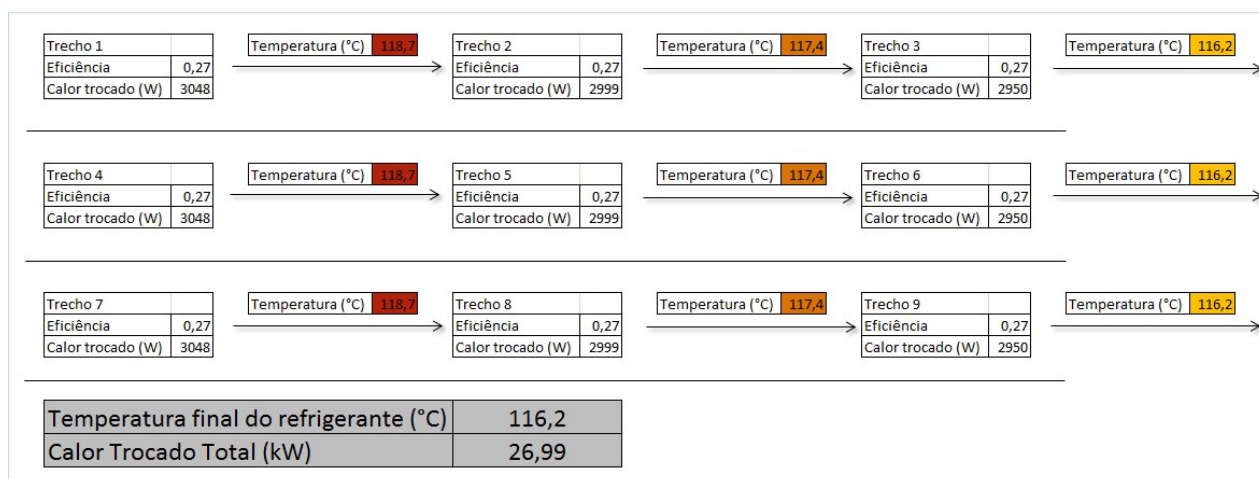 Trecho 1
Eficiência 0,27
Calor trocado (W) 3048
Temperatura (°C) 118,7
Trecho 2
Eficiência 0,27
Calor trocado (W) 2999
Temperatura (°C) 117,4
Trecho 3
Eficiência 0,27
Calor trocado (W) 2950
Temperatura (°C) 116,2
Trecho 4
Eficiência 0,27
Calor trocado (W) 3048
Temperatura (°C) 118,7
Trecho 5
Eficiência 0,27
Calor trocado (W) 2999
Temperatura (°C) 117,4
Trecho 6
Eficiência 0,27
Calor trocado (W) 2950
Temperatura (°C) 116,2
Trecho 7
Eficiência 0,27
Calor trocado (W) 3048
Temperatura (°C) 118,7
Trecho 8
Eficiência 0,27
Calor trocado (W) 2999
Temperatura (°C) 117,4
Trecho 9
Eficiência 0,27
Calor trocado (W) 2950
Temperatura (°C) 116,2
Temperatura final do refrigerante (°C) 116,2
Calor Trocado Total (kW) 26,99